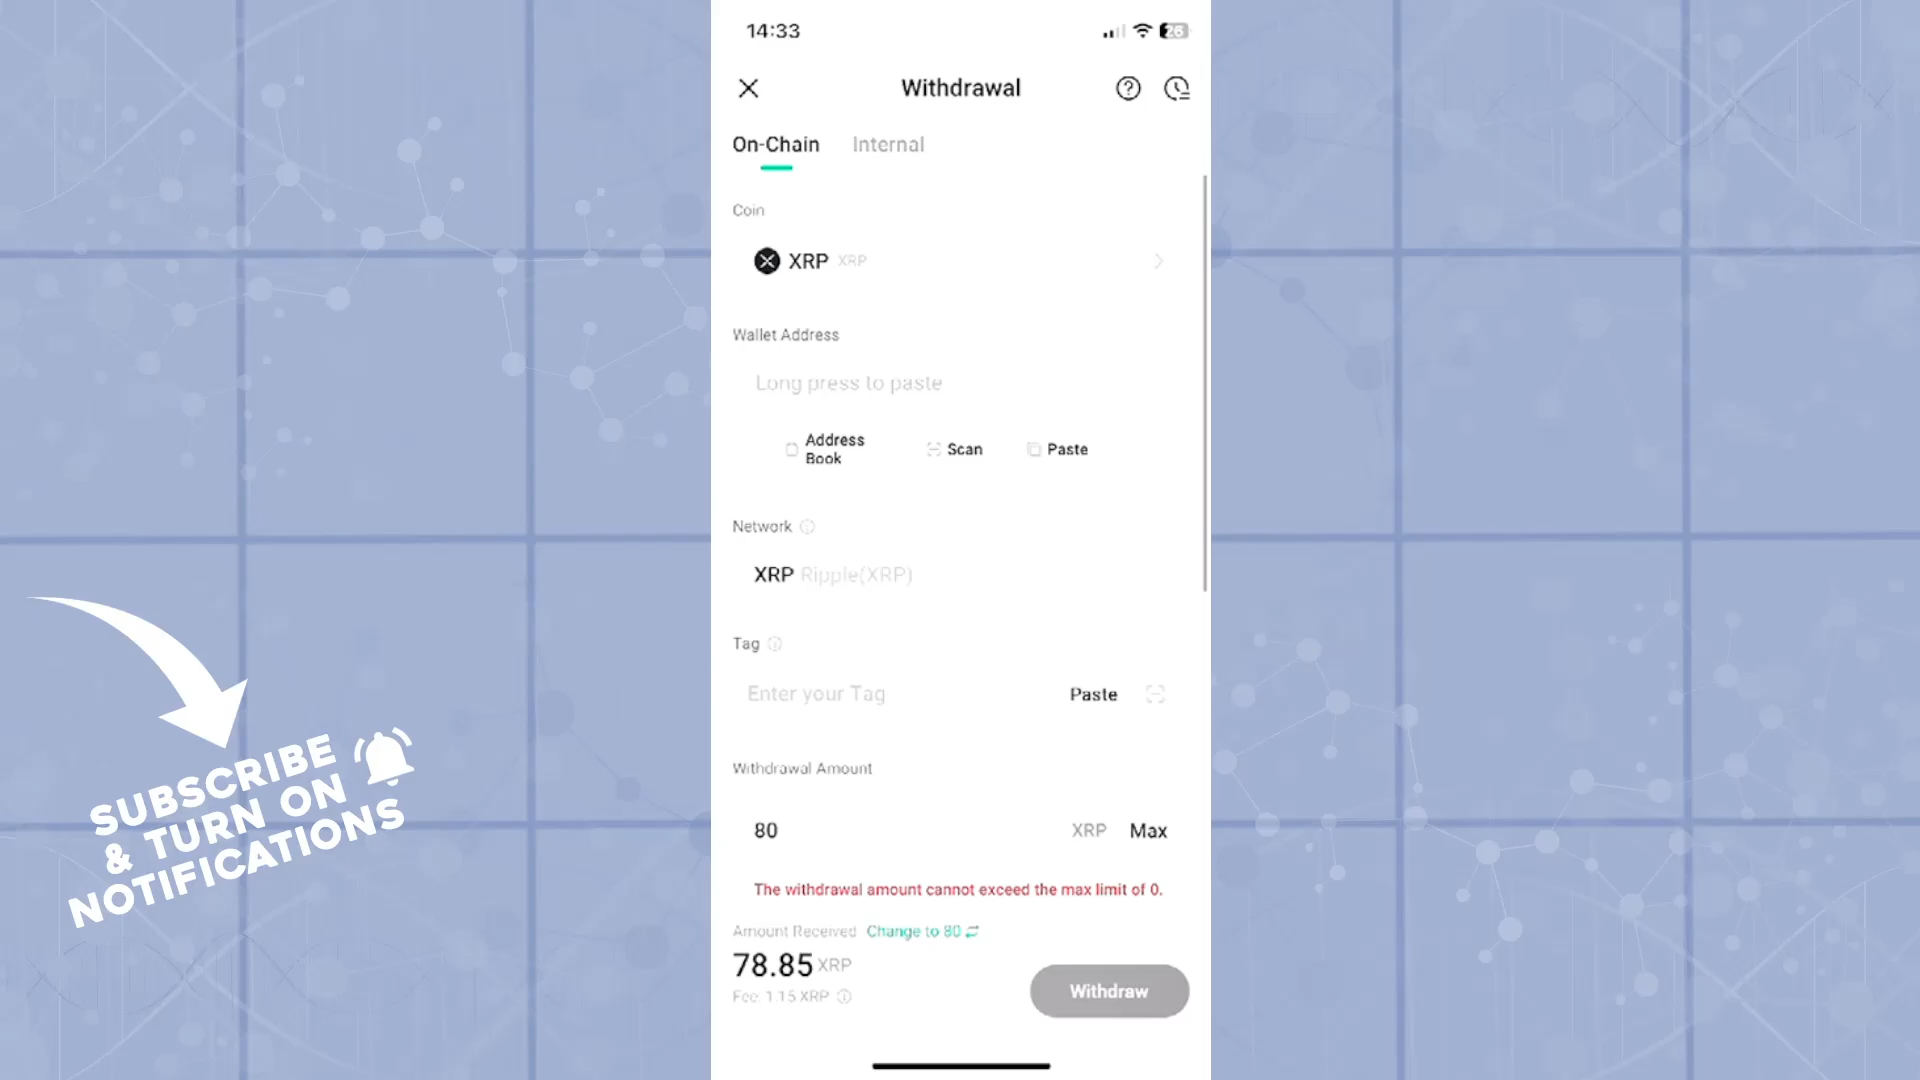 14:33
26
Withdrawal
On-Chain
Internal
Coin
XRP XRP
Wallet Address
Long press to paste
Address
Book
Scan
Paste
Network
XRP Ripple(XRP)
Tag
Enter your Tag
Paste
Withdrawal Amount
80
XRP
Max
The withdrawal amount cannot exceed the max limit of 0.
Amount Received Change to 80
78.85 XRP
Fee: 1.15 XRP
Withdraw
SUBSCRIBE
& TURN ON
NOTIFICATIONS